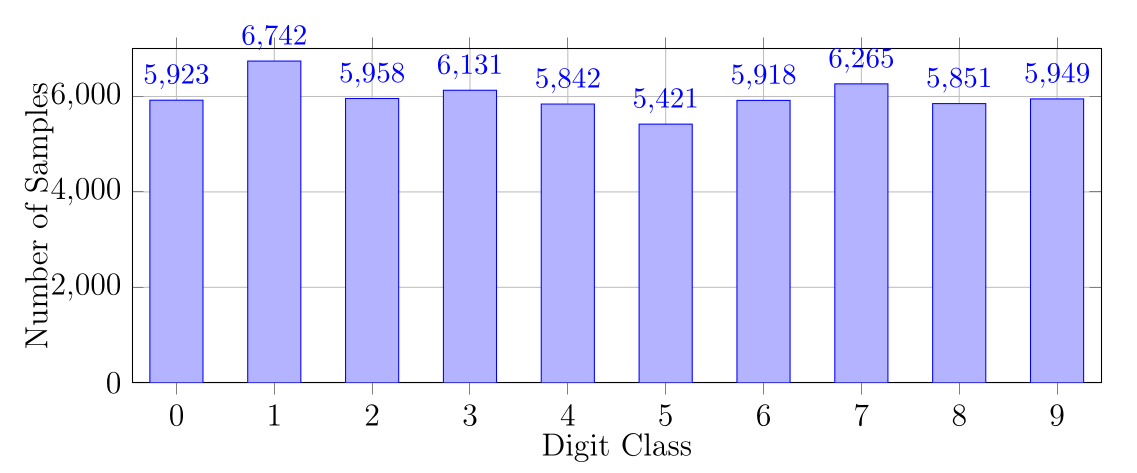 6,742
5,923 5,958 6,131 5,842 5,421 5,918 6,265 5,851 5,949
6,000
4,000
2,000
0
Number of Samples
0 1 2 3 4 5 6 7 8 9
Digit Class